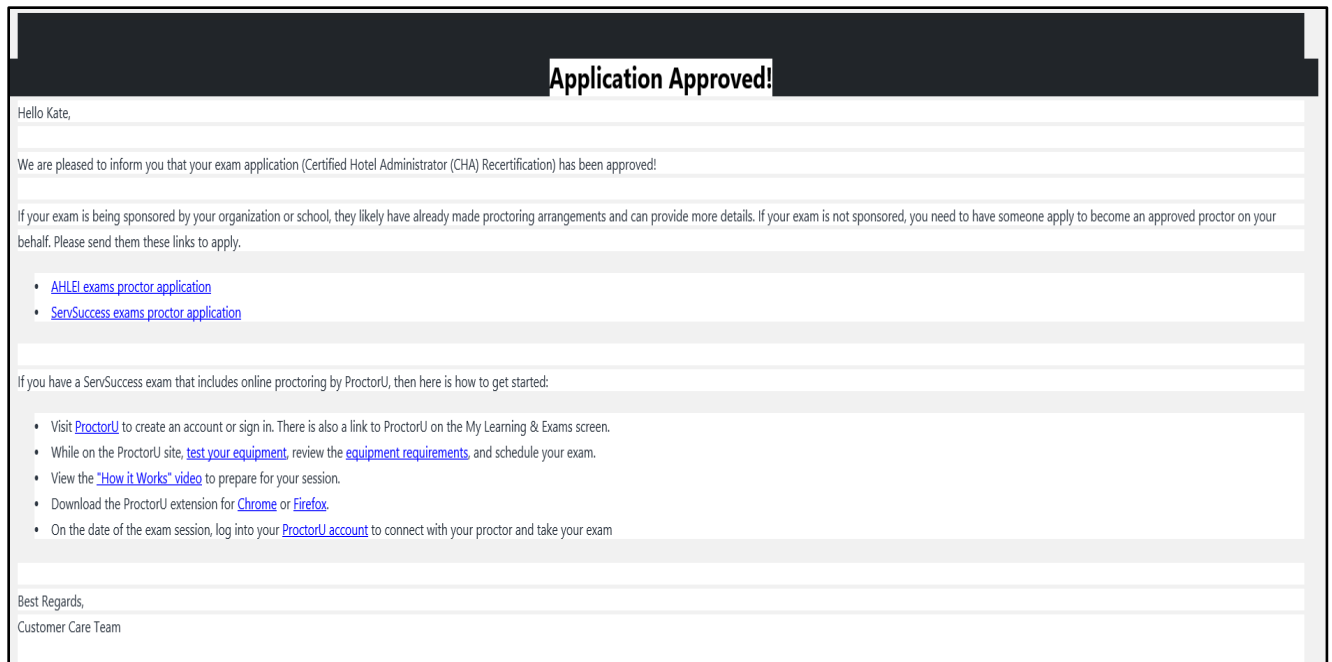 Application Approved!
Hello Kate,
We are pleased to inform you that your exam application (Certified Hotel Administrator (CHA) Recertification) has been approved!
If your exam is being sponsored by your organization or school, they likely have already made proctoring arrangements and can provide more details. If your exam is not sponsored, you need to have someone apply to become an approved proctor on your
behalf. Please send them these links to apply.
• AHLEI exams proctor application
• ServSuccess exams proctor application
If you have a ServSuccess exam that includes online proctoring by ProctorU, then here is how to get started:
• Visit ProctorU to create an account or sign in. There is also a link to ProctorU on the My Learning & Exams screen.
• While on the ProctorU site, test your equipment, review the equipment requirements, and schedule your exam.
• View the "How it Works" video to prepare for your session.
• Download the ProctorU extension for Chrome or Firefox.
• On the date of the exam session, log into your ProctorU account to connect with your proctor and take your exam
Best Regards,
Customer Care Team